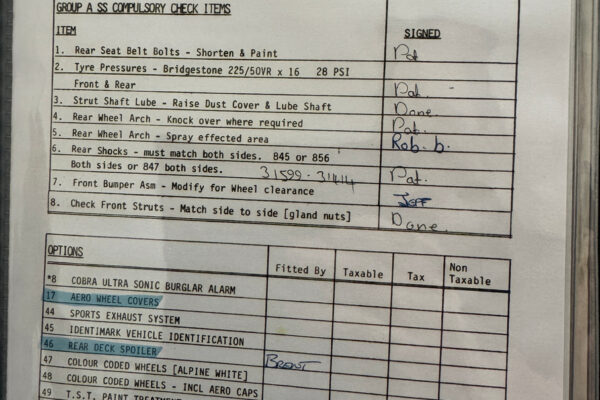 GROUP A SS COMPULSORY CHECK ITEMS
ITEM SIGNED
1. Rear Seat Belt Bolts - Shorten & Paint Pat
2. Tyre Pressures - Bridgestone 225/50VR x 16 28 PSI
Front & Rear Pat.
3. Strut Shaft Lube - Raise Dust Cover & Lube Shaft Dane.
4. Rear Wheel Arch - Knock over where required Pat.
5. Rear Wheel Arch - Spray effected area Rob. b.
6. Rear Shocks - must match both sides. 845 or 856
Both sides or 847 both sides. 31599 - 31414 Pat.
7. Front Bumper Asm - Modify for Wheel clearance Jeff
8. Check Front Struts - Match side to side [gland nuts] Dane.
OPTIONS Fitted By Taxable Tax Non Taxable
*8 COBRA ULTRA SONIC BURGLAR ALARM
17 AERO WHEEL COVERS
44 SPORTS EXHAUST SYSTEM
45 IDENTIMARK VEHICLE IDENTIFICATION
46 REAR DECK SPOILER Brent
47 COLOUR CODED WHEELS [ALPINE WHITE]
48 COLOUR CODED WHEELS - INCL AERO CAPS
49 T.S.T. PAINT